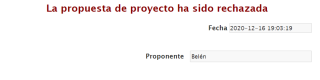 La propuesta de proyecto ha sido rechazada
Fecha 2020-12-16 19:03:19
Proponente Belén